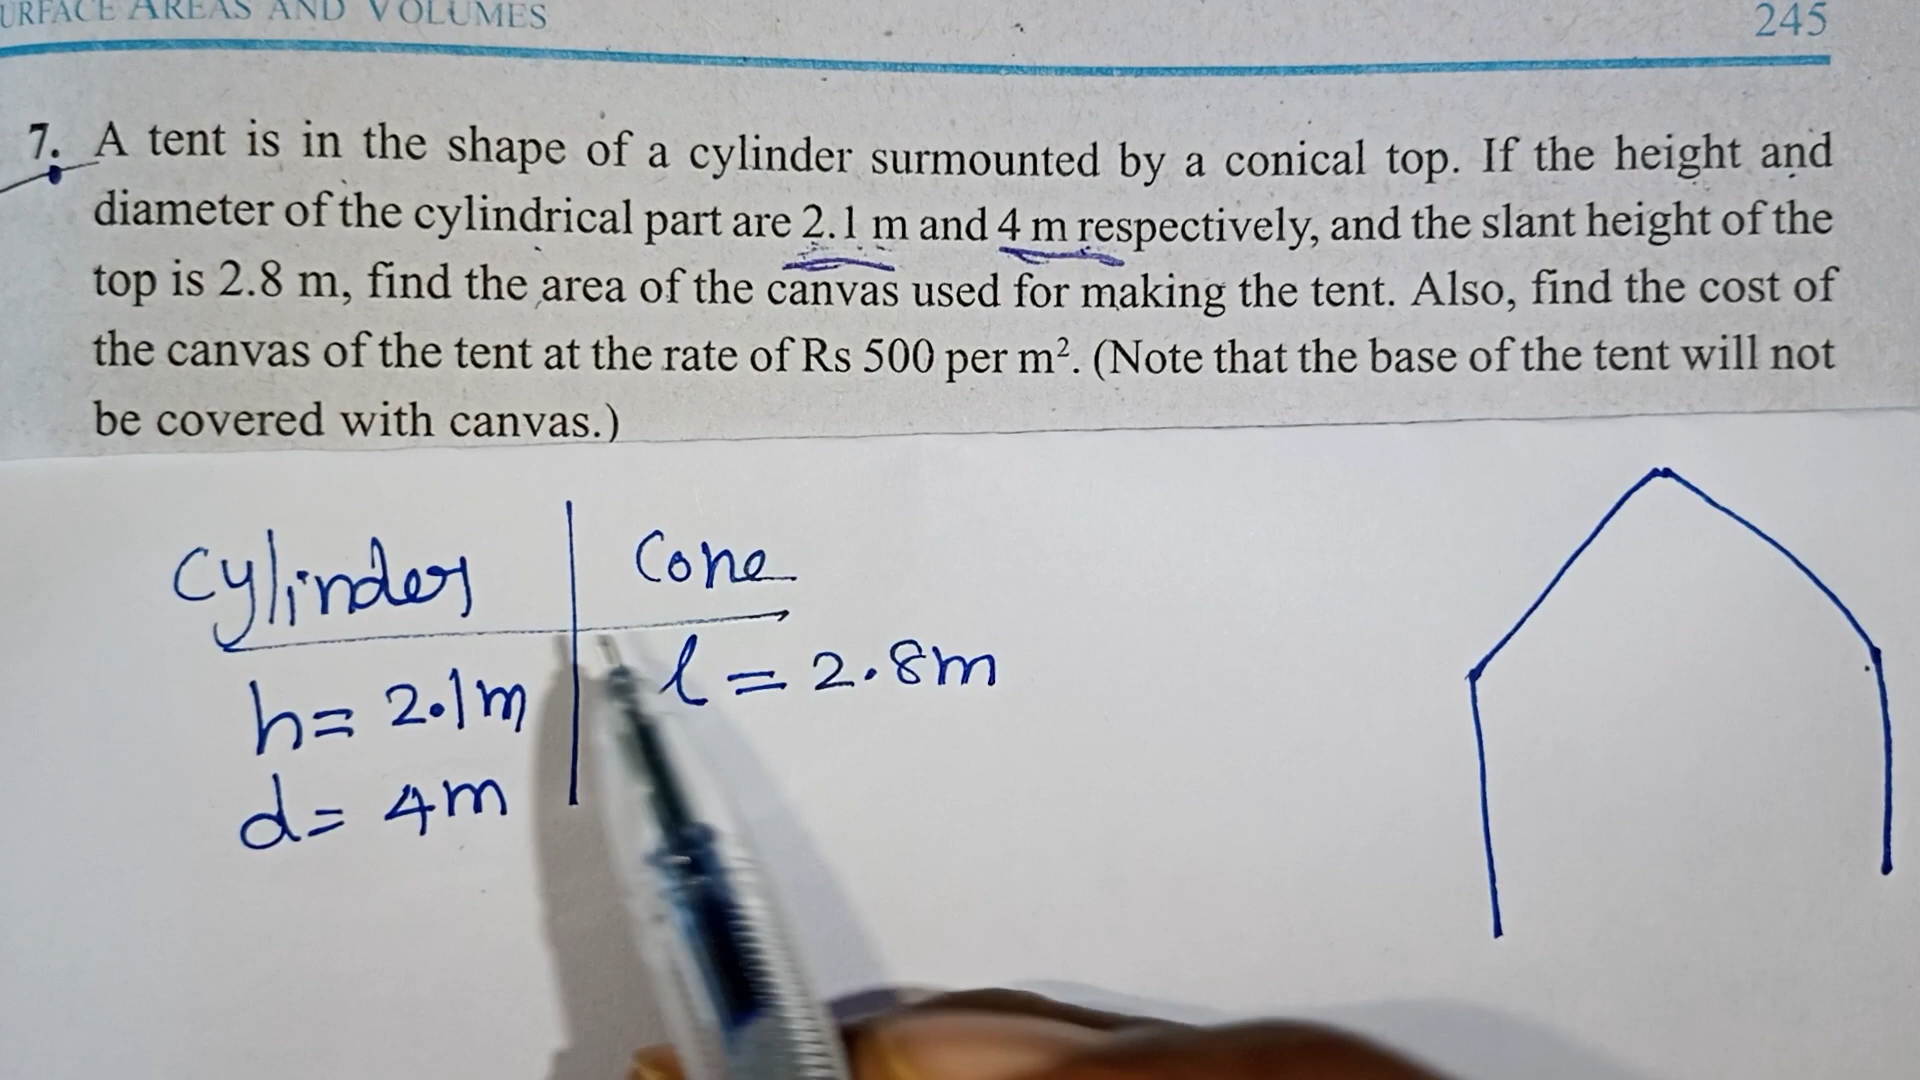 URFACE AREAS AND VOLUMES 245
7. A tent is in the shape of a cylinder surmounted by a conical top. If the height and
diameter of the cylindrical part are 2.1 m and 4 m respectively, and the slant height of the
top is 2.8 m, find the area of the canvas used for making the tent. Also, find the cost of
the canvas of the tent at the rate of Rs 500 per m². (Note that the base of the tent will not
be covered with canvas.)
Cylinder Cone
h = 2.1m l = 2.8m
d = 4m